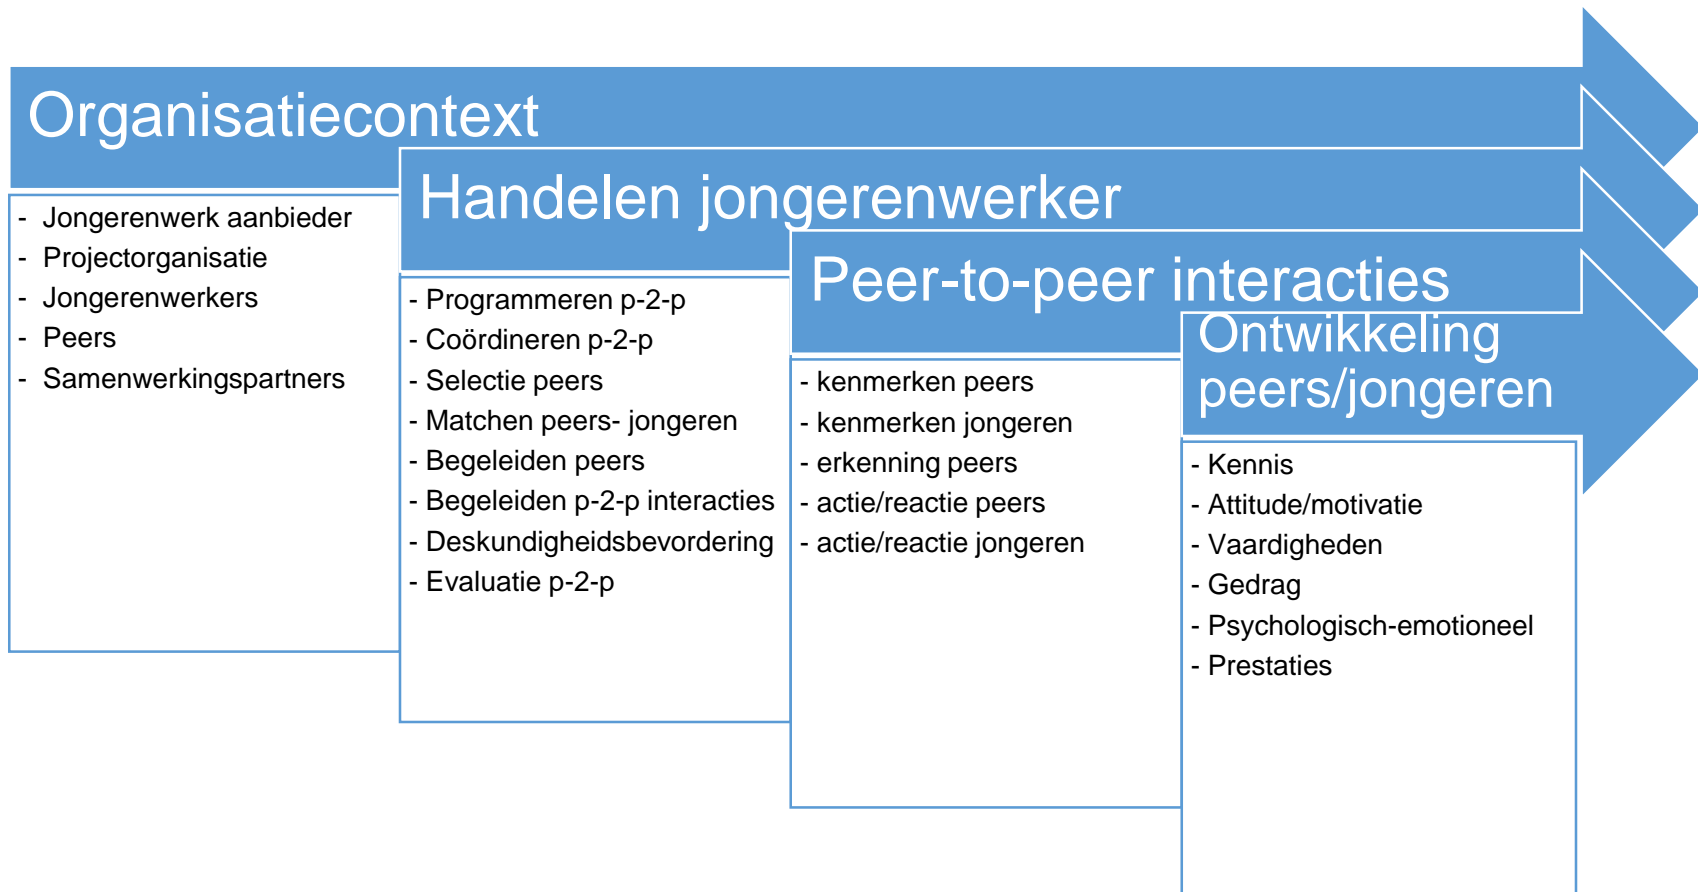 Organisatiecontext
- Jongerenwerk aanbieder
- Projectorganisatie
- Jongerenwerkers
- Peers
- Samenwerkingspartners
Handelen jongerenwerker
- Programmeren p-2-p
- Coördineren p-2-p
- Selectie peers
- Matchen peers- jongeren
- Begeleiden peers
- Begeleiden p-2-p interacties
- Deskundigheidsbevordering
- Evaluatie p-2-p
Peer-to-peer interacties
- kenmerken peers
- kenmerken jongeren
- erkenning peers
- actie/reactie peers
- actie/reactie jongeren
Ontwikkeling
peers/jongeren
- Kennis
- Attitude/motivatie
- Vaardigheden
- Gedrag
- Psychologisch-emotioneel
- Prestaties